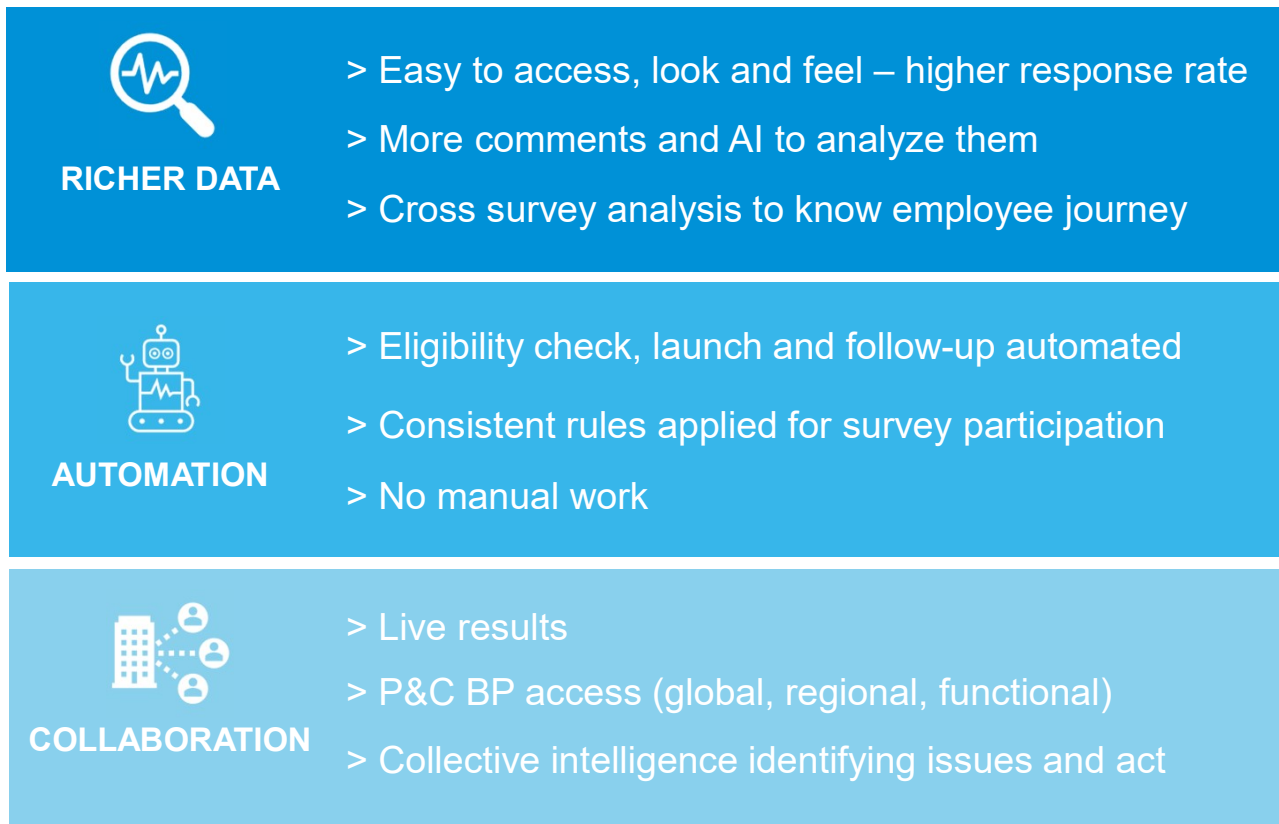 > Easy to access, look and feel – higher response rate
> More comments and AI to analyze them
RICHER DATA
> Cross survey analysis to know employee journey
> Eligibility check, launch and follow-up automated
> Consistent rules applied for survey participation
AUTOMATION
> No manual work
> Live results
> P&C BP access (global, regional, functional)
COLLABORATION
> Collective intelligence identifying issues and act